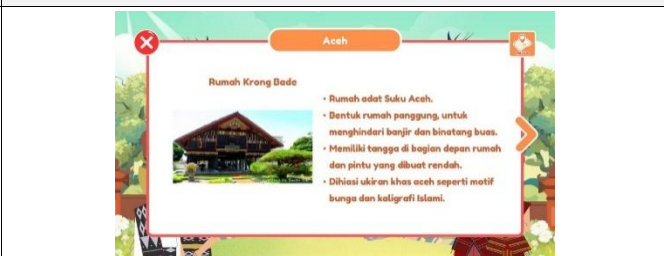 Aceh
Rumah Krong Bade
• Rumah adat Suku Aceh.
• Bentuk rumah panggung, untuk
menghindari banjir dan binatang buas.
• Memiliki tangga di bagian depan rumah
dan pintu yang dibuat rendah.
• Dihiasi ukiran khas aceh seperti motif
bunga dan kaligrafi Islami.